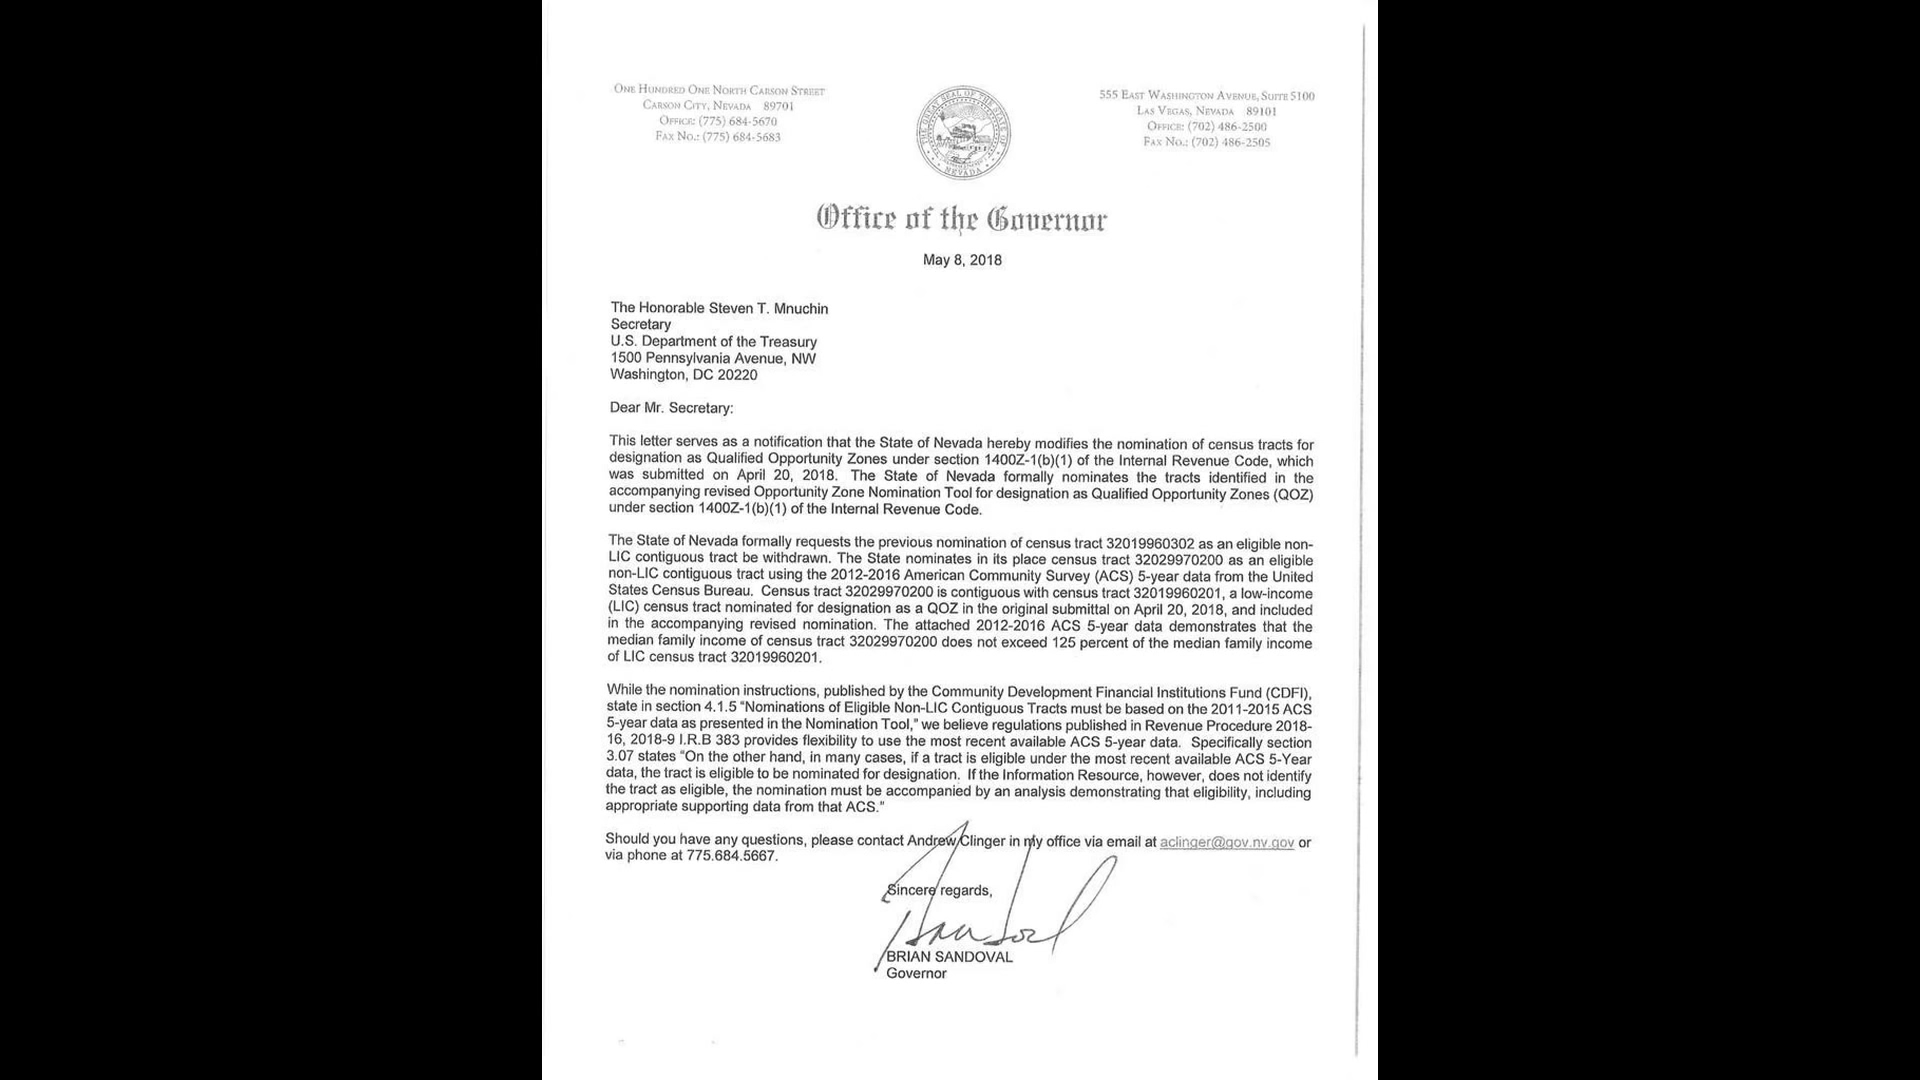 ONE HUNDRED ONE NORTH CARSON STREET
CARSON CITY, NEVADA 89701
OFFICE: (775) 684-5670
FAX NO.: (775) 684-5683
THE GREAT SEAL OF THE STATE OF
NEVADA
555 EAST WASHINGTON AVENUE, SUITE 5100
LAS VEGAS, NEVADA 89101
OFFICE: (702) 486-2500
FAX NO.: (702) 486-2505
Office of the Governor
May 8, 2018
The Honorable Steven T. Mnuchin
Secretary
U.S. Department of the Treasury
1500 Pennsylvania Avenue, NW
Washington, DC 20220
Dear Mr. Secretary:
This letter serves as a notification that the State of Nevada hereby modifies the nomination of census tracts for
designation as Qualified Opportunity Zones under section 1400Z-1(b)(1) of the Internal Revenue Code, which
was submitted on April 20, 2018. The State of Nevada formally nominates the tracts identified in the
accompanying revised Opportunity Zone Nomination Tool for designation as Qualified Opportunity Zones (QOZ)
under section 1400Z-1(b)(1) of the Internal Revenue Code.
The State of Nevada formally requests the previous nomination of census tract 32019960302 as an eligible non-
LIC contiguous tract be withdrawn. The State nominates in its place census tract 32029970200 as an eligible
non-LIC contiguous tract using the 2012-2016 American Community Survey (ACS) 5-year data from the United
States Census Bureau. Census tract 32029970200 is contiguous with census tract 32019960201, a low-income
(LIC) census tract nominated for designation as a QOZ in the original submittal on April 20, 2018, and included
in the accompanying revised nomination. The attached 2012-2016 ACS 5-year data demonstrates that the
median family income of census tract 32029970200 does not exceed 125 percent of the median family income
of LIC census tract 32019960201.
While the nomination instructions, published by the Community Development Financial Institutions Fund (CDFI),
state in section 4.1.5 "Nominations of Eligible Non-LIC Contiguous Tracts must be based on the 2011-2015 ACS
5-year data as presented in the Nomination Tool," we believe regulations published in Revenue Procedure 2018-
16, 2018-9 I.R.B 383 provides flexibility to use the most recent available ACS 5-year data. Specifically section
3.07 states "On the other hand, in many cases, if a tract is eligible under the most recent available ACS 5-Year
data, the tract is eligible to be nominated for designation. If the Information Resource, however, does not identify
the tract as eligible, the nomination must be accompanied by an analysis demonstrating that eligibility, including
appropriate supporting data from that ACS."
Should you have any questions, please contact Andrew Clinger in my office via email at aclinger@gov.nv.gov or
via phone at 775.684.5667.
Sincere regards,
BRIAN SANDOVAL
Governor